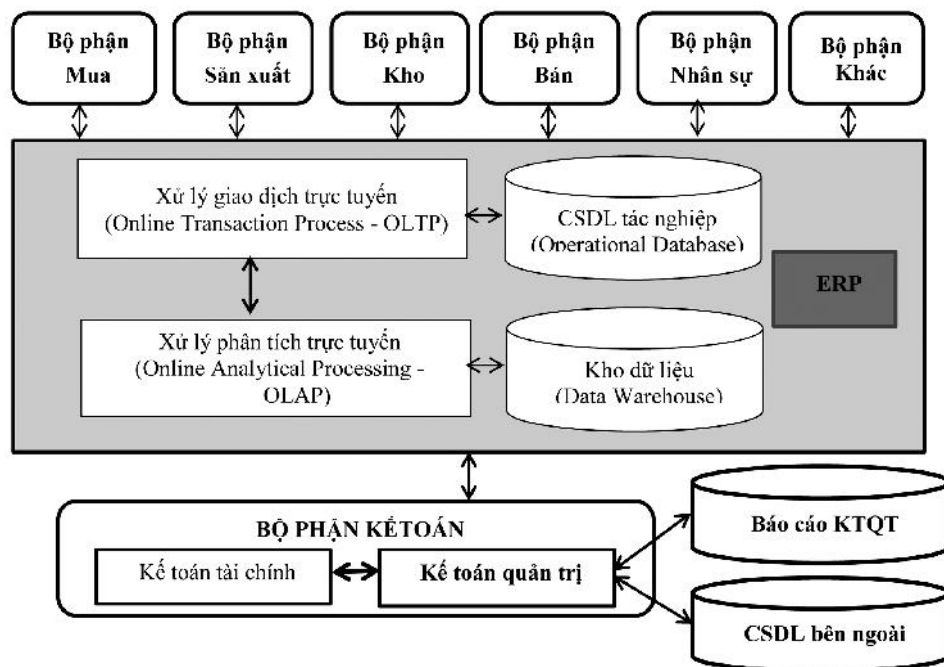 Bộ phận
Mua
Bộ phận
Sản xuất
Bộ phận
Kho
Bộ phận
Bán
Bộ phận
Nhân sự
Bộ phận
Khác
Xử lý giao dịch trực tuyến
(Online Transaction Process - OLTP)
CSDL tác nghiệp
(Operational Database)
ERP
Xử lý phân tích trực tuyến
(Online Analytical Processing -
OLAP)
Kho dữ liệu
(Data Warehouse)
BỘ PHẬN KẾTOÁN
Kế toán tài chính
Kế toán quản trị
Báo cáo KTQT
CSDL bên ngoài